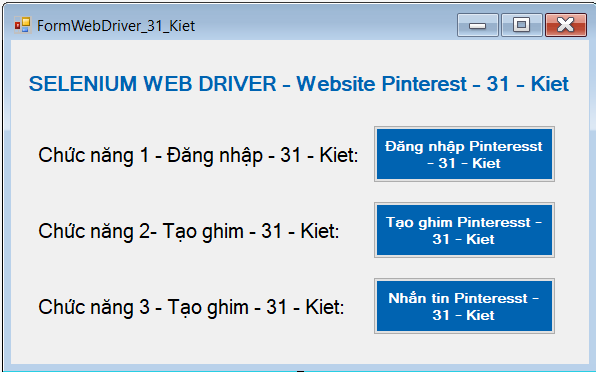 FormWebDriver_31_Kiet
SELENIUM WEB DRIVER - Website Pinterest - 31 - Kiet
Chức năng 1 - Đăng nhập - 31 - Kiet:
Đăng nhập Pinteresst
- 31 - Kiet
Chức năng 2- Tạo ghim - 31 - Kiet:
Tạo ghim Pinteresst -
31 - Kiet
Chức năng 3 - Tạo ghim - 31 - Kiet:
Nhắn tin Pinteresst -
31 - Kiet